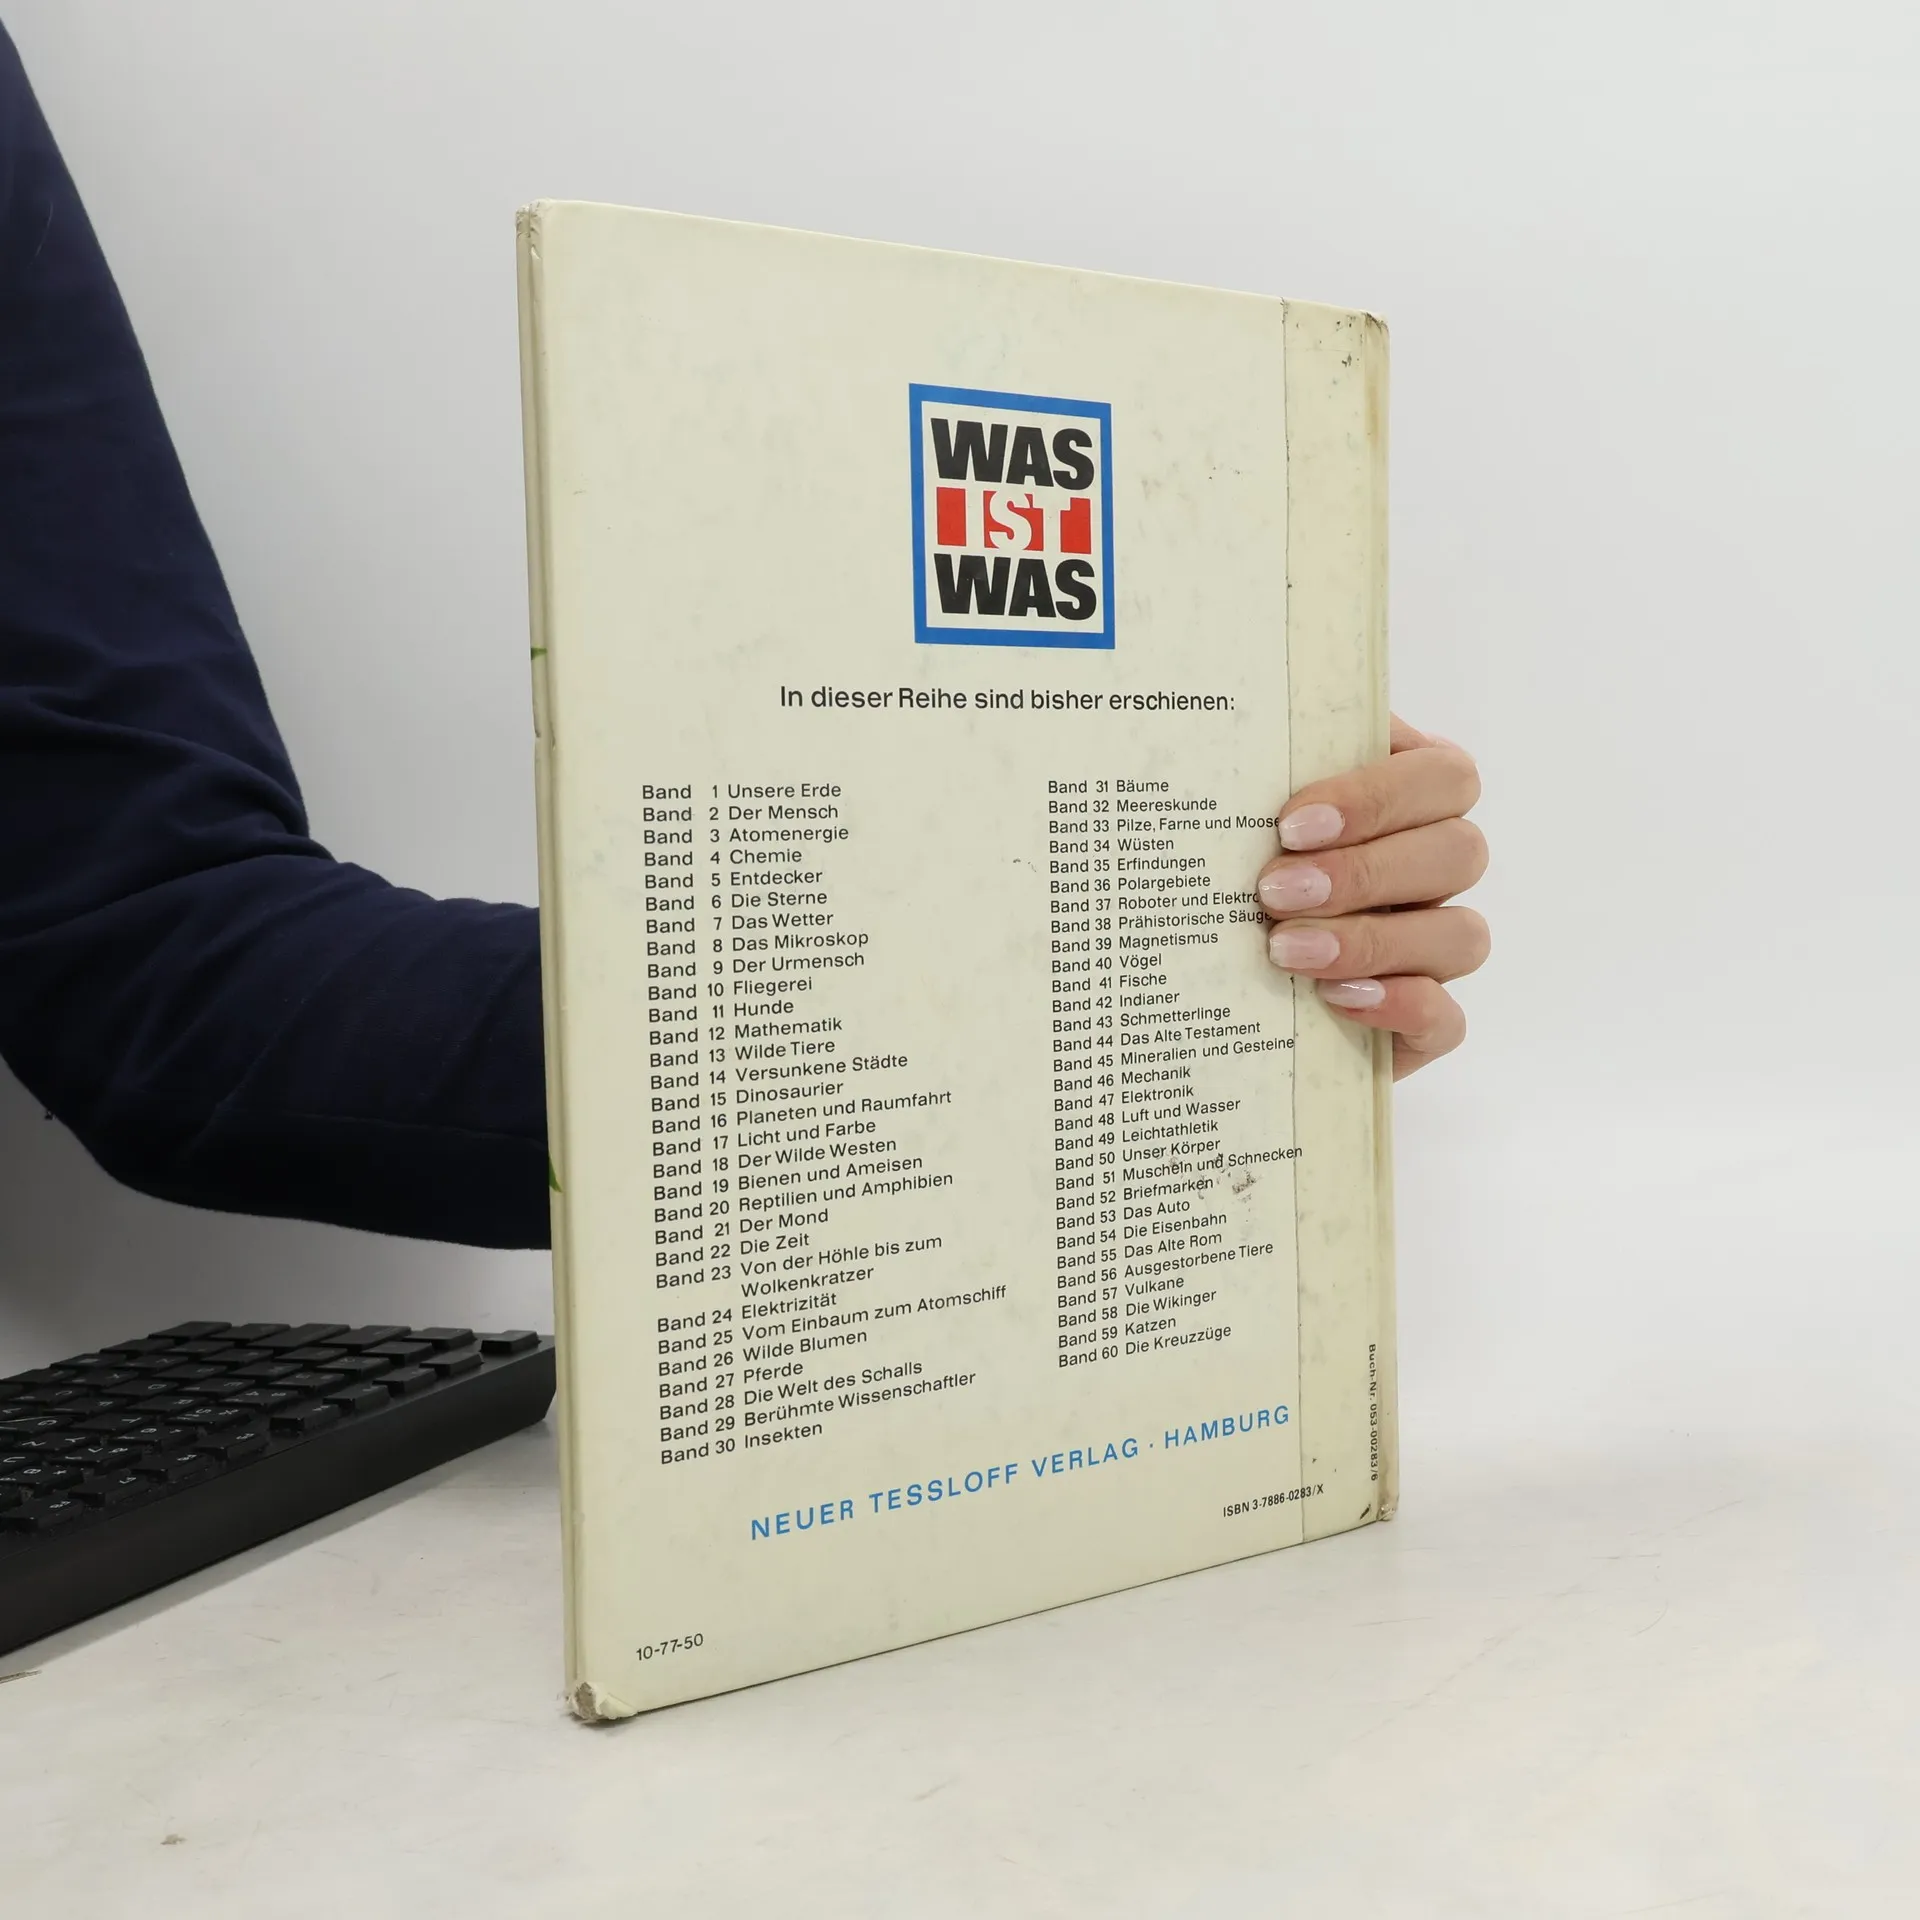 WAS
IST
WAS
In dieser Reihe sind bisher erschienen:
Band 1 Unsere Erde
Band 2 Der Mensch
Band 3 Atomenergie
Band 4 Chemie
Band 5 Entdecker
Band 6 Die Sterne
Band 7 Das Wetter
Band 8 Das Mikroskop
Band 9 Der Urmensch
Band 10 Fliegerei
Band 11 Hunde
Band 12 Mathematik
Band 13 Wilde Tiere
Band 14 Versunkene Städte
Band 15 Dinosaurier
Band 16 Planeten und Raumfahrt
Band 17 Licht und Farbe
Band 18 Der Wilde Westen
Band 19 Bienen und Ameisen
Band 20 Reptilien und Amphibien
Band 21 Der Mond
Band 22 Die Zeit
Band 23 Von der Höhle bis zum
Wolkenkratzer
Band 24 Elektrizität
Band 25 Vom Einbaum zum Atomschiff
Band 26 Wilde Blumen
Band 27 Pferde
Band 28 Die Welt des Schalls
Band 29 Berühmte Wissenschaftler
Band 30 Insekten
Band 31 Bäume
Band 32 Meereskunde
Band 33 Pilze, Farne und Moose
Band 34 Wüsten
Band 35 Erfindungen
Band 36 Polargebiete
Band 37 Roboter und
Band 38 Prähistorische
Band 39 Magnetismus
Band 40 Vögel
Band 41 Fische
Band 42 Indianer
Band 43 Schmetterlinge
Band 44 Das Alte Testament
Band 45 Mineralien und Gesteine
Band 46 Mechanik
Band 47 Elektronik
Band 48 Luft und Wasser
Band 49 Leichtathletik
Band 50 Unser Körper
Band 51 Muscheln und Schnecken
Band 52 Briefmarken
Band 53 Das Auto
Band 54 Die Eisenbahn
Band 55 Das Alte Rom
Band 56 Ausgestorbene Tiere
Band 57 Vulkane
Band 58 Die Wikinger
Band 59 Katzen
Band 60 Die Kreuzzüge
NEUER TESSLOFF VERLAG · HAMBURG
ISBN 3-7886-0283/X
Buch-Nr. 053-00283/6
10-77-50